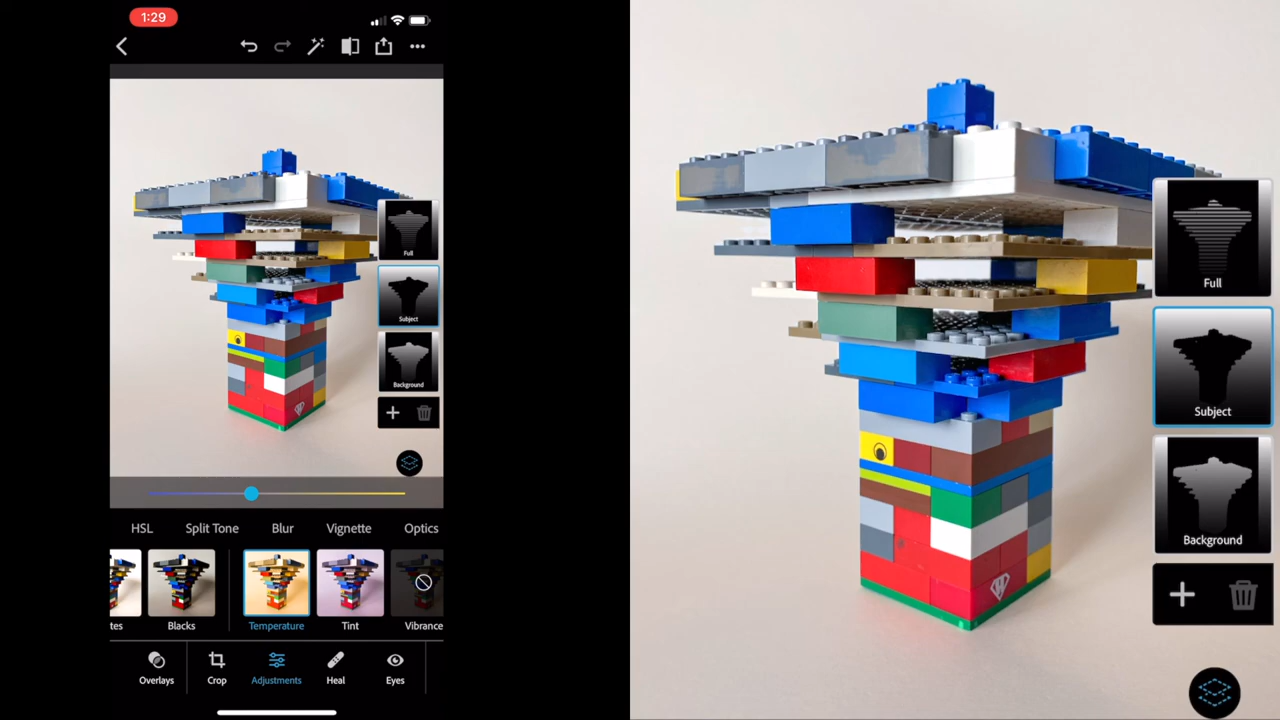 1:29
Full
Subject
Background
HSL Split Tone Blur Vignette Optics
tes Blacks Temperature Tint Vibrance
Overlays Crop Adjustments Heal Eyes
Full
Subject
Background